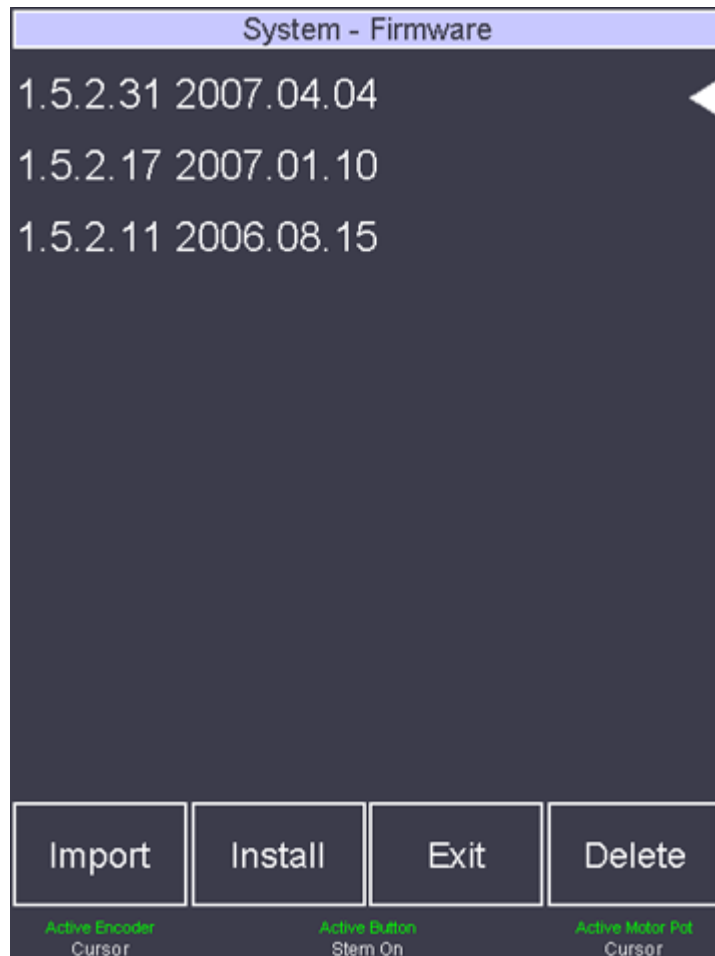 System - Firmware
1.5.2.31 2007.04.04
1.5.2.17 2007.01.10
1.5.2.11 2006.08.15
Import Install Exit Delete
Active Encoder Active Button Active Motor Pot
Cursor Stem On Cursor